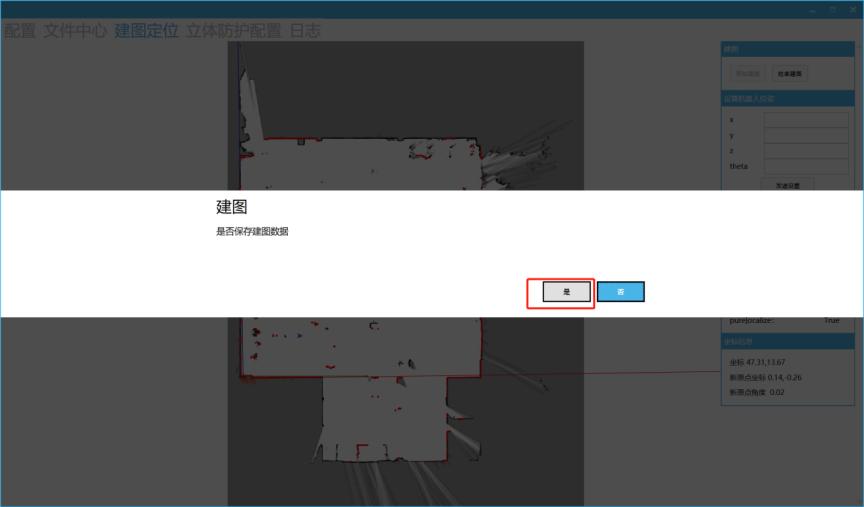 配置 文件中心 建图定位 立体防护配置 日志
建图
开始建图 结束建图
设置机器人位姿
x
y
z
theta
发送设置
建图
是否保存建图数据
是 否
purelocalize: True
坐标信息
坐标 47.31,13.67
新原点坐标 0.14,-0.26
新原点角度 0.02